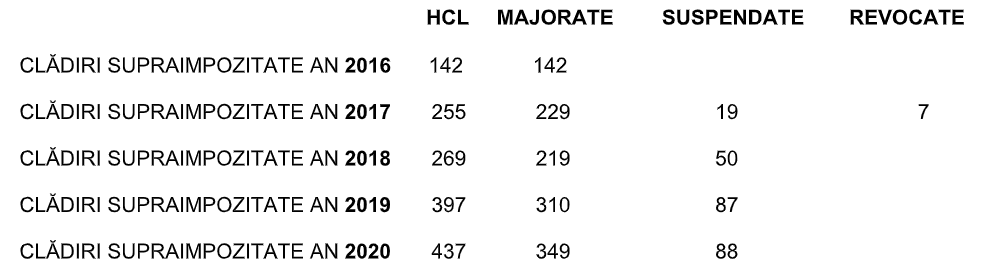 HCL MAJORATE SUSPENDATE REVOCATE
CLĂDIRI SUPRAIMPOZITATE AN 2016 142 142
CLĂDIRI SUPRAIMPOZITATE AN 2017 255 229 19 7
CLĂDIRI SUPRAIMPOZITATE AN 2018 269 219 50
CLĂDIRI SUPRAIMPOZITATE AN 2019 397 310 87
CLĂDIRI SUPRAIMPOZITATE AN 2020 437 349 88